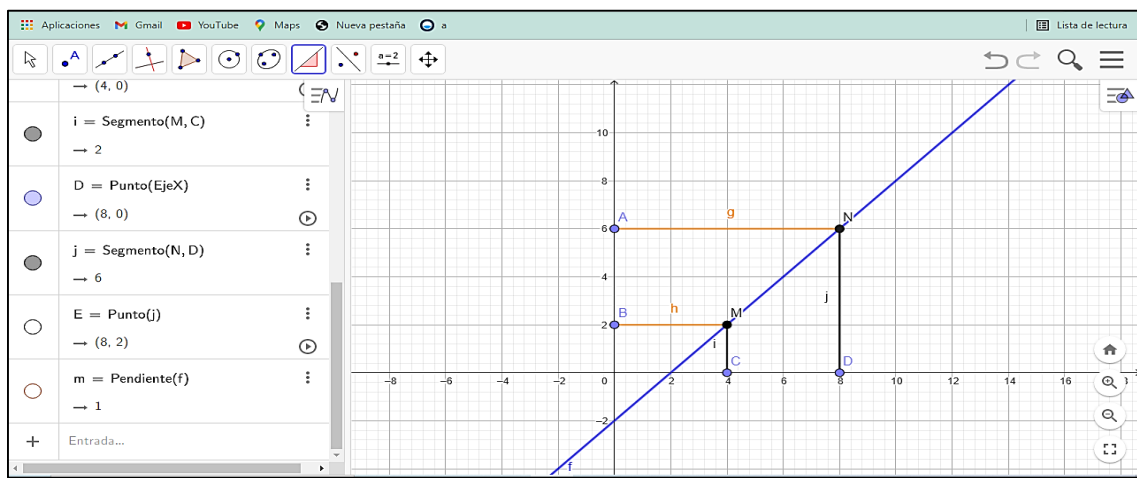 Aplicaciones Gmail YouTube Maps Nueva pestaña a Lista de lectura
A a=2
→ (4, 0)
i = Segmento(M, C)
→ 2
D = Punto(EjeX)
→ (8, 0)
j = Segmento(N, D)
→ 6
E = Punto(j)
→ (8, 2)
m = Pendiente(f)
→ 1
+ Entrada...
10
8
A g N
6
4
j
B h M
2
i
C D
−8 −6 −4 −2 0 2 4 6 8 10 12 14 16 18
−2
f